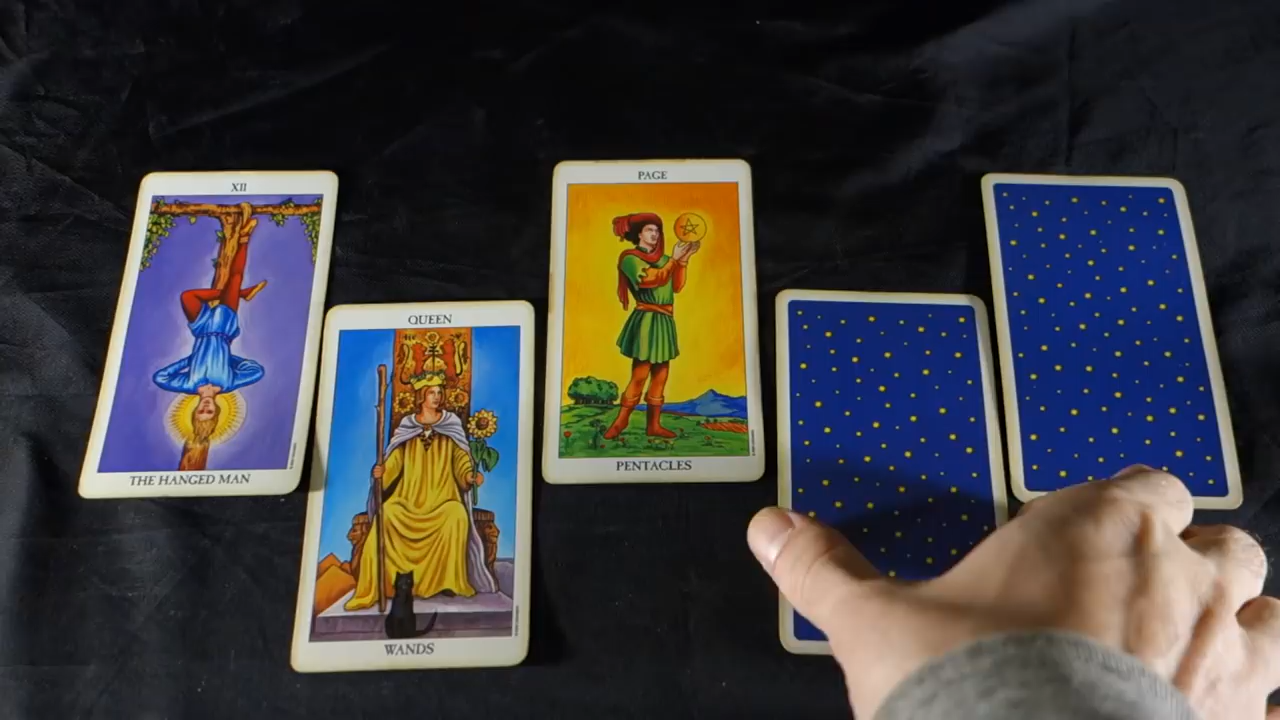 XII
THE HANGED MAN
QUEEN
WANDS
PAGE
PENTACLES